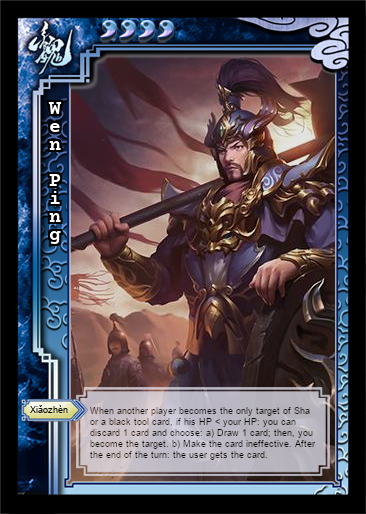 魏
Wen Ping
Xiǎozhèn
When another player becomes the only target of Sha
or a black tool card, if his HP < your HP: you can
discard 1 card and choose: a) Draw 1 card; then, you
become the target. b) Make the card ineffective. After
the end of the turn: the user gets the card.